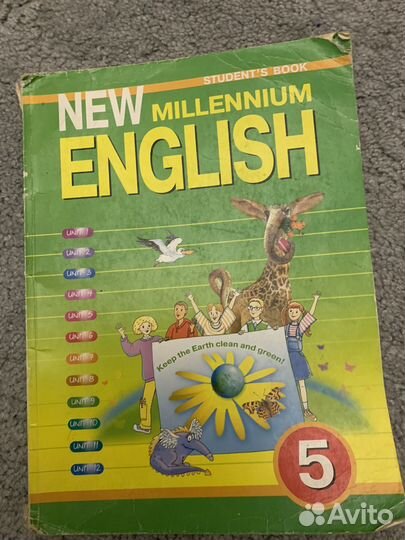 STUDENT'S BOOK
NEW MILLENNIUM
ENGLISH
UNIT 1
UNIT 2
UNIT 3
UNIT 4
UNIT 5
UNIT 6
UNIT 7
UNIT 8
UNIT 9
UNIT 10
UNIT 11
UNIT 12
Keep the Earth clean and green!
5
Avito